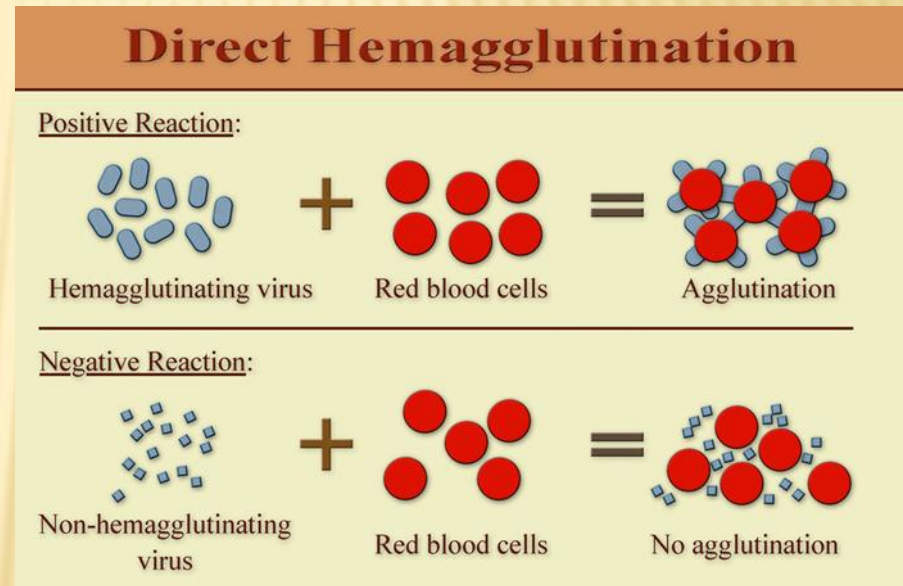 Direct Hemagglutination
Positive Reaction:
+
=
Hemagglutinating virus
Red blood cells
Agglutination
Negative Reaction:
+
=
Non-hemagglutinating
virus
Red blood cells
No agglutination